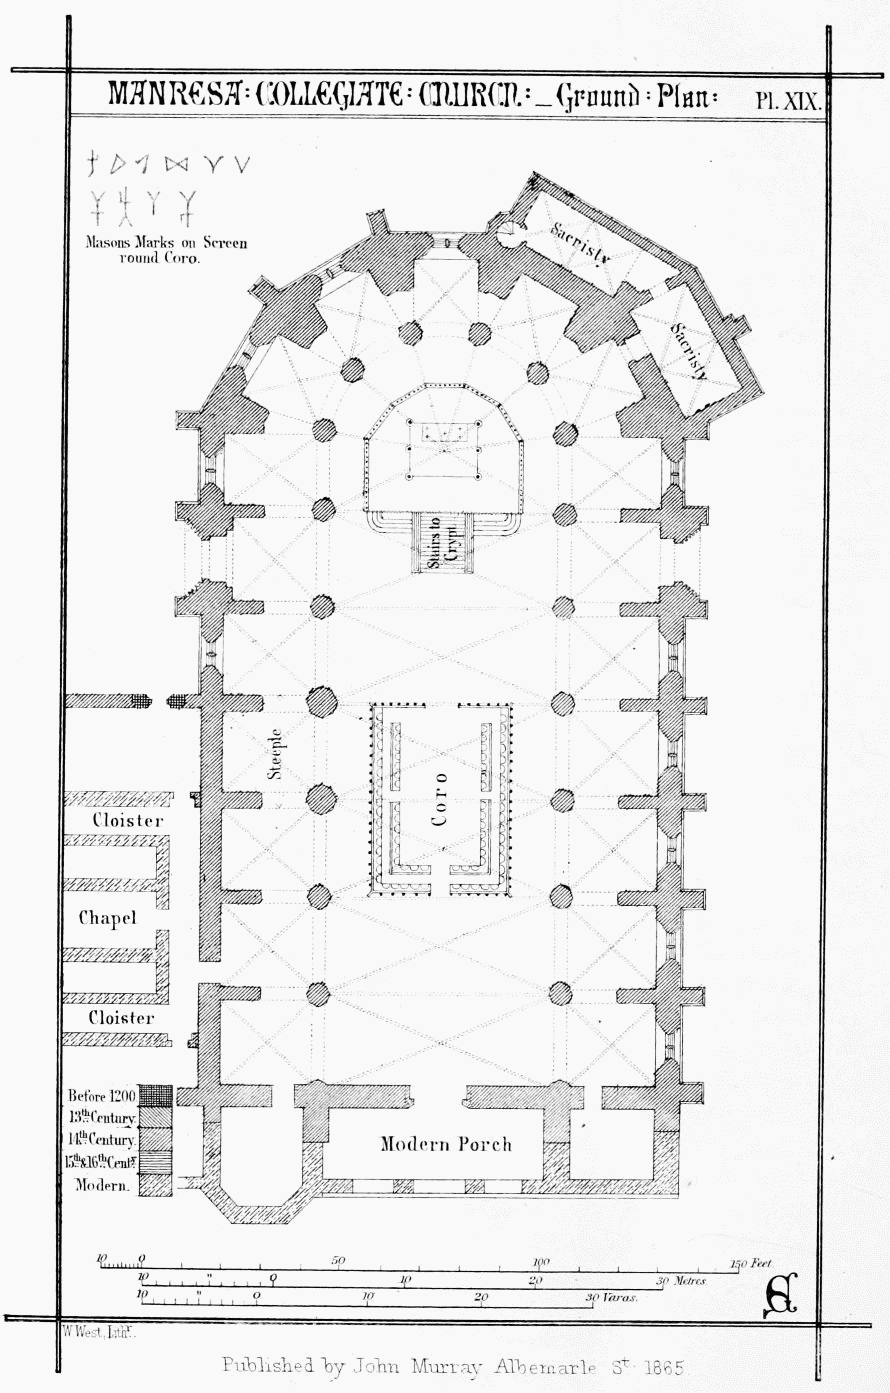 MANRESA: COLLEGIATE: CHURCH: _ Ground: Plan: Pl. XIX.
Masons Marks on Screen
round Coro.
Sacristy
Sacristy
Stairs to
Crypt
Steeple
Coro
Cloister
Chapel
Cloister
Before 1200
13th Century.
14th Century.
15th & 16th Centy
Modern.
Modern Porch
10 0 50 100 150 Feet.
10 " 0 10 20 30 Metres.
10 " 0 10 20 30 Varas.
W West, Lithr.
Published by John Murray Albemarle St. 1865